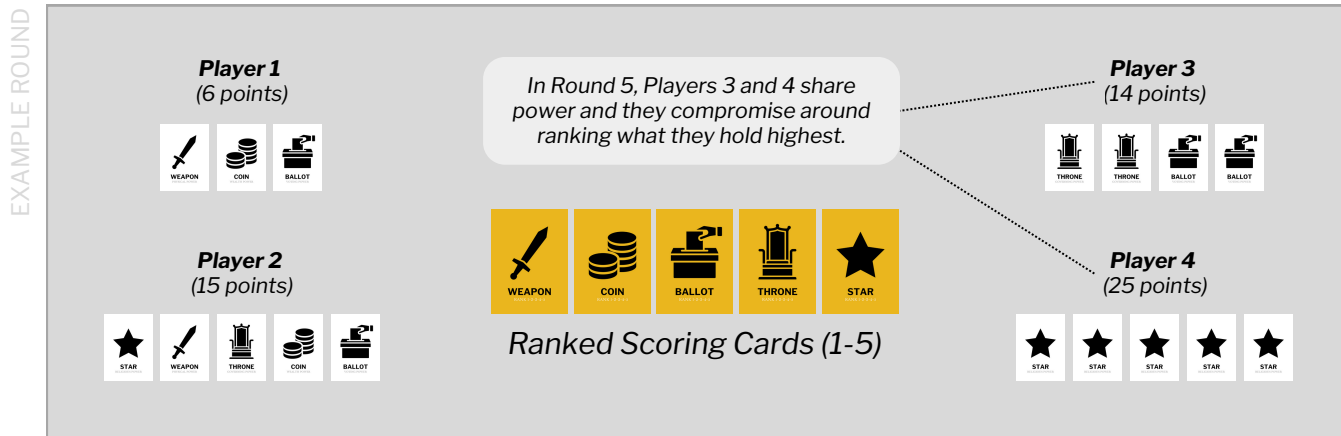 EXAMPLE ROUND
Player 1
(6 points)
WEAPON
COIN
BALLOT
In Round 5, Players 3 and 4 share
power and they compromise around
ranking what they hold highest.
Player 3
(14 points)
THRONE
THRONE
BALLOT
BALLOT
Player 2
(15 points)
STAR
WEAPON
THRONE
COIN
BALLOT
WEAPON
COIN
BALLOT
THRONE
STAR
Ranked Scoring Cards (1-5)
Player 4
(25 points)
STAR
STAR
STAR
STAR
STAR